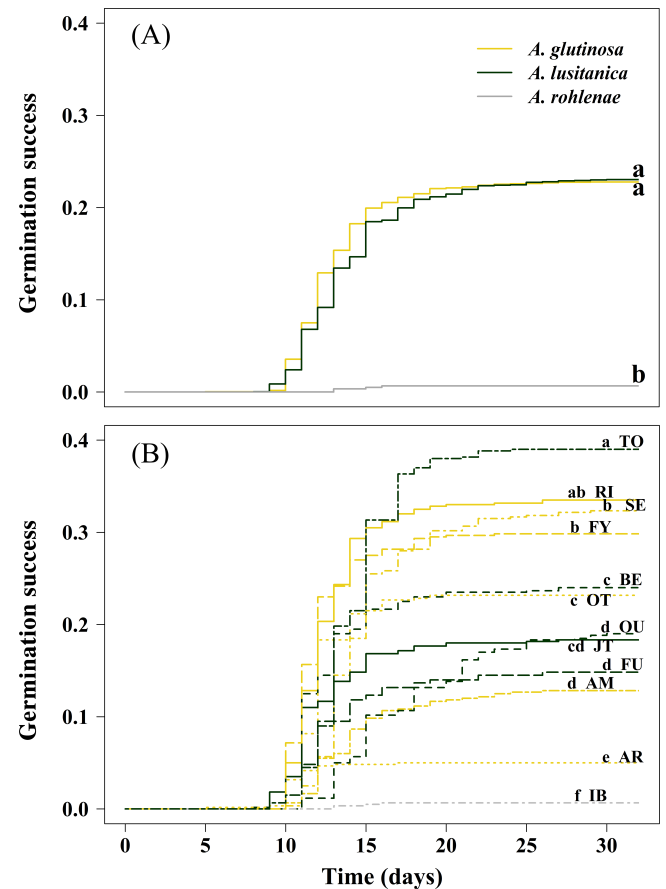 (A)
A. glutinosa
A. lusitanica
A. rohlenae
0.4
0.3
0.2
0.1
0.0
Germination success
a
a
b
(B)
0.4
0.3
0.2
0.1
0.0
Germination success
a TO
ab RI
b SE
b FY
c BE
c OT
d QU
cd JT
d FU
d AM
e AR
f IB
0 5 10 15 20 25 30
Time (days)